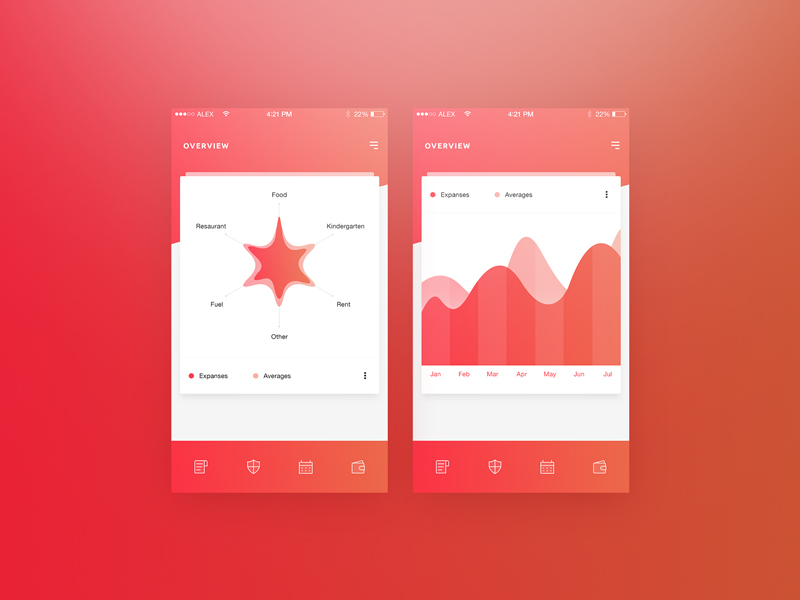 ALEX 4:21 PM 22%
OVERVIEW
Food
Resaurant Kindergarten
Fuel Rent
Other
Expanses Averages
ALEX 4:21 PM 22%
OVERVIEW
Expanses Averages
Jan Feb Mar Apr May Jun Jul